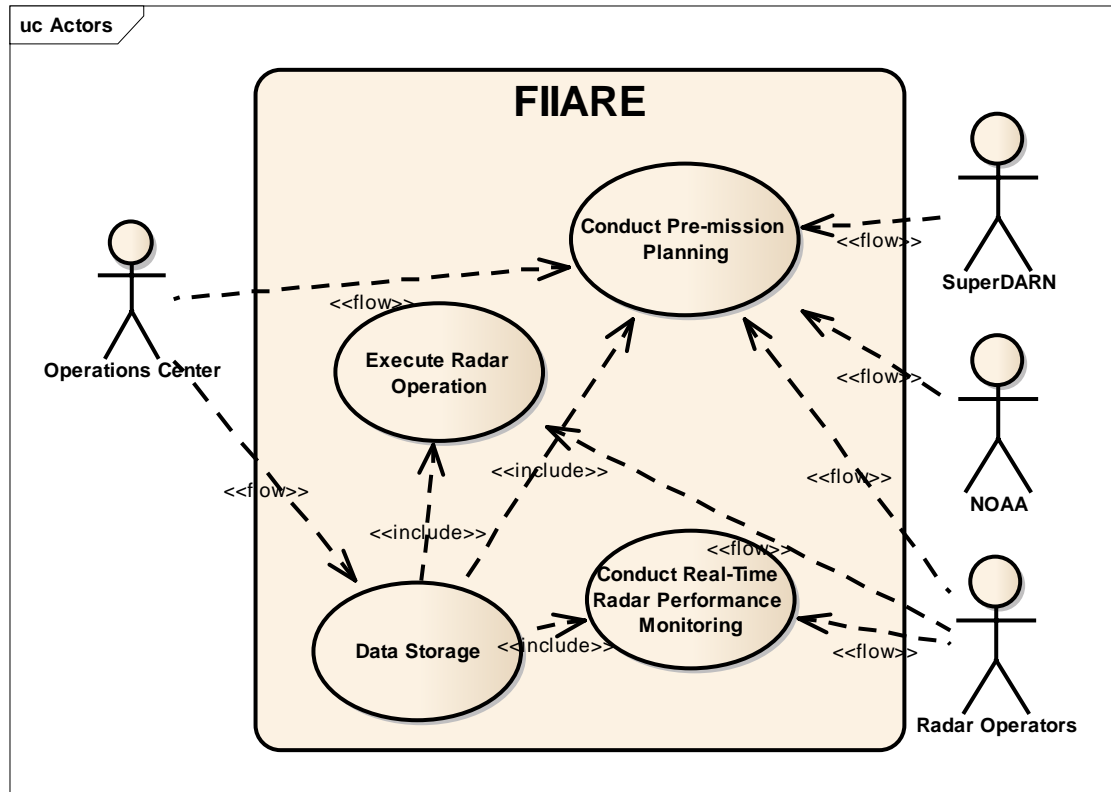 uc Actors
FIIARE
Conduct Pre-mission
Planning
<<flow>>
SuperDARN
<<flow>>
Execute Radar
Operation
Operations Center
<<flow>>
NOAA
<<include>>
<<flow>>
<<flow>>
<<include>>
<<flow>>
Conduct Real-Time
Radar Performance
Monitoring
Data Storage
<<include>>
<<flow>>
Radar Operators